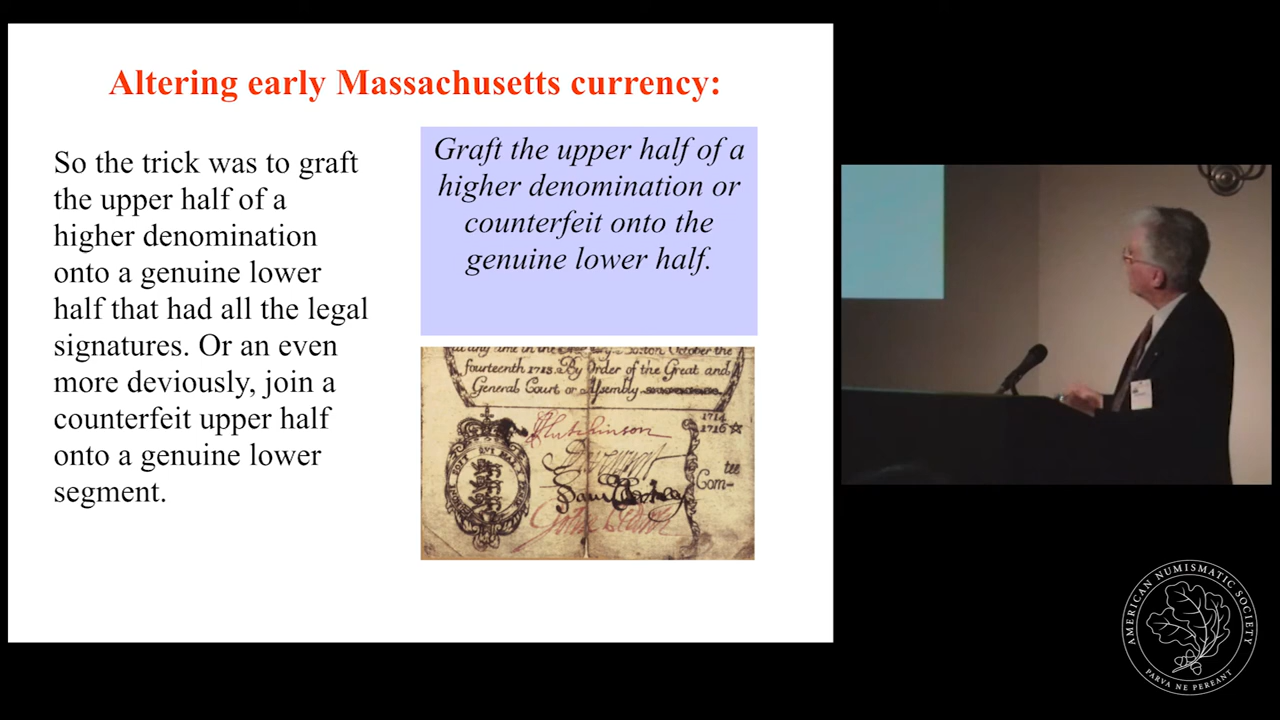 Altering early Massachusetts currency:
So the trick was to graft
the upper half of a
higher denomination
onto a genuine lower
half that had all the legal
signatures. Or an even
more deviously, join a
counterfeit upper half
onto a genuine lower
segment.
Graft the upper half of a
higher denomination or
counterfeit onto the
genuine lower half.
fourteenth 1713. By Order of the Great and
General Court or Assembly
1714
1716
Hutchinson
tee
Com-
AMERICAN NUMISMATIC SOCIETY
PARVA NE PEREANT